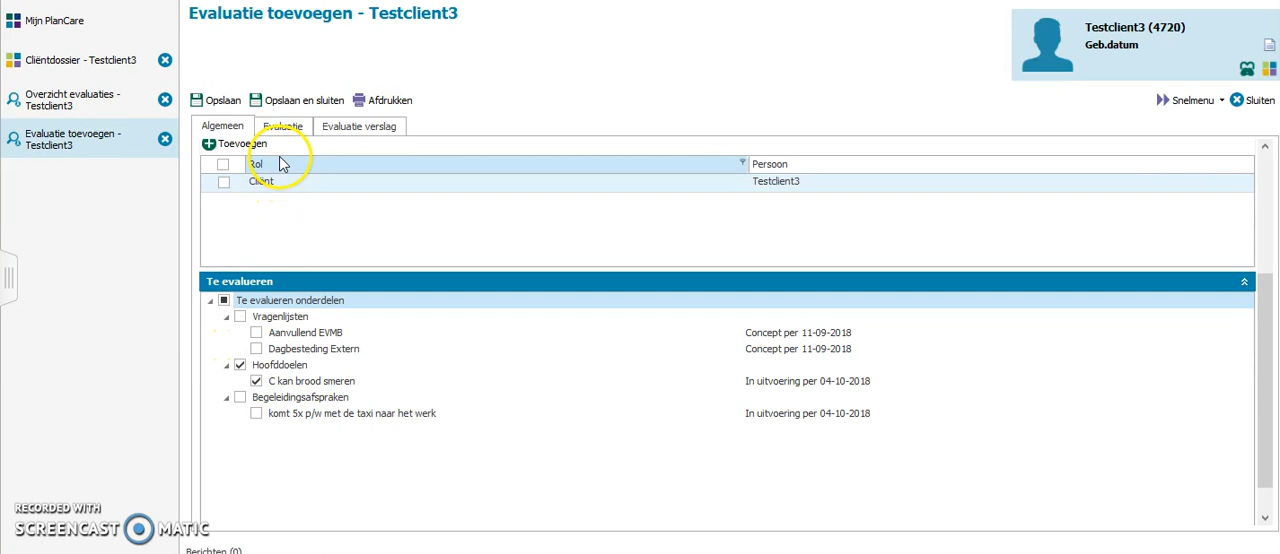 Evaluatie toevoegen - Testclient3
Testclient3 (4720)
Geb.datum
Mijn PlanCare
Cliëntdossier - Testclient3
Overzicht evaluaties -
Testclient3
Evaluatie toevoegen -
Testclient3
Opslaan Opslaan en sluiten Afdrukken
Snelmenu Sluiten
Algemeen Evaluatie Evaluatie verslag
Toevoegen
Rol Persoon
Cliënt Testclient3
Te evalueren
Te evalueren onderdelen
Vragenlijsten
Aanvullend EVMB Concept per 11-09-2018
Dagbesteding Extern Concept per 11-09-2018
Hoofddoelen
C kan brood smeren In uitvoering per 04-10-2018
Begeleidingsafspraken
komt 5x p/w met de taxi naar het werk In uitvoering per 04-10-2018
RECORDED WITH
SCREENCAST MATIC
Berichten (0)